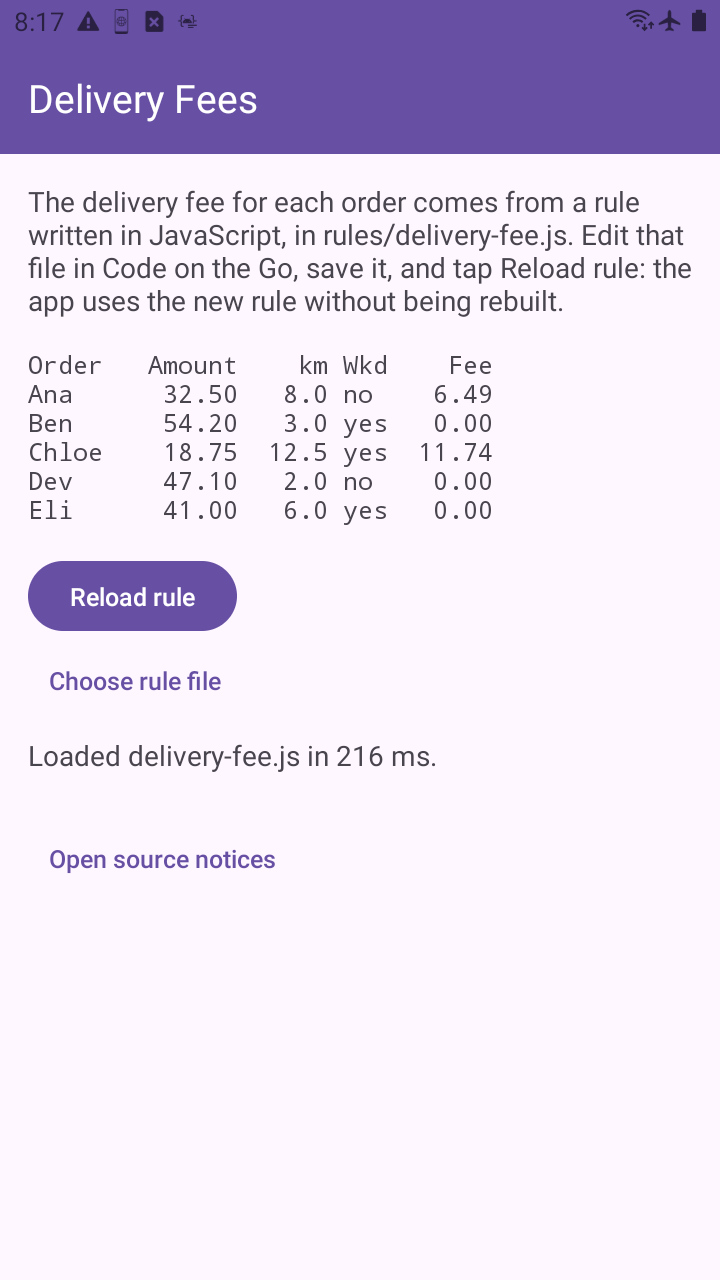 8:17
Delivery Fees
The delivery fee for each order comes from a rule
written in JavaScript, in rules/delivery-fee.js. Edit that
file in Code on the Go, save it, and tap Reload rule: the
app uses the new rule without being rebuilt.
Order Amount km Wkd Fee
Ana 32.50 8.0 no 6.49
Ben 54.20 3.0 yes 0.00
Chloe 18.75 12.5 yes 11.74
Dev 47.10 2.0 no 0.00
Eli 41.00 6.0 yes 0.00
Reload rule
Choose rule file
Loaded delivery-fee.js in 216 ms.
Open source notices